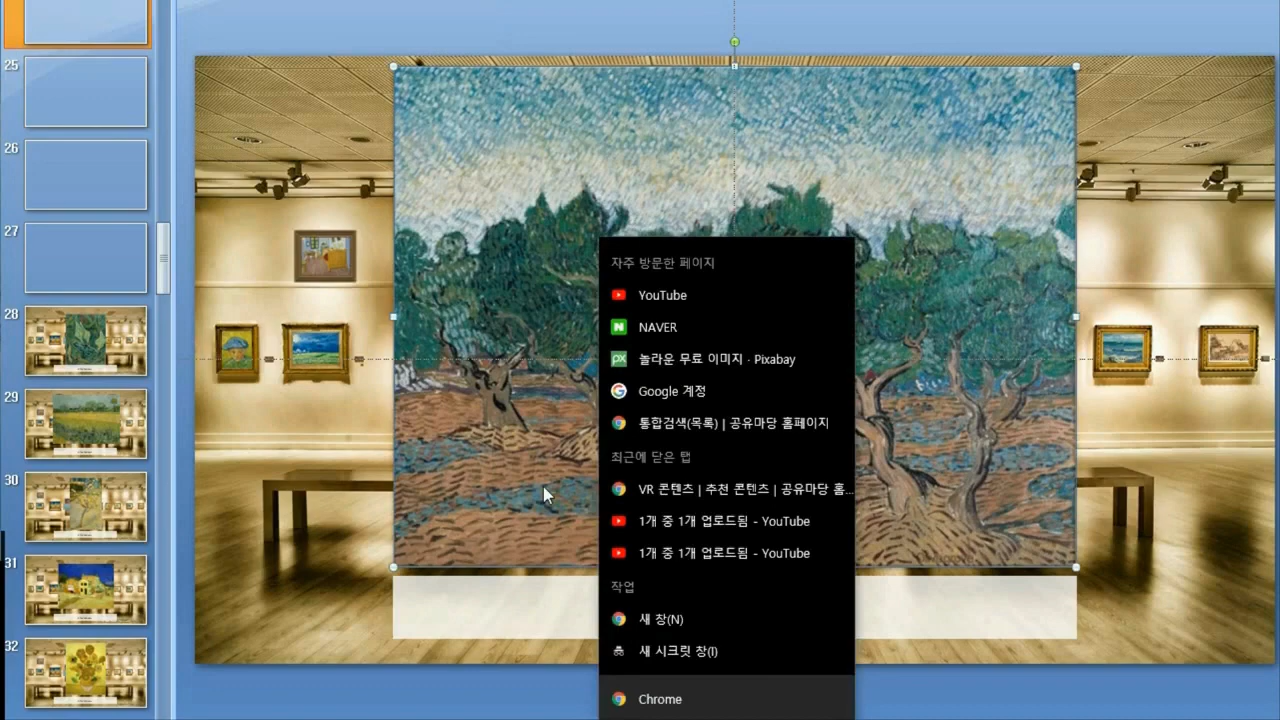 25
26
27
28
29
30
31
32
자주 방문한 페이지
YouTube
NAVER
놀라운 무료 이미지 · Pixabay
Google 계정
통합검색(목록) | 공유마당 홈페이지
최근에 닫은 탭
VR 콘텐츠 | 추천 콘텐츠 | 공유마당 홈...
1개 중 1개 업로드됨 - YouTube
1개 중 1개 업로드됨 - YouTube
작업
새 창(N)
새 시크릿 창(I)
Chrome